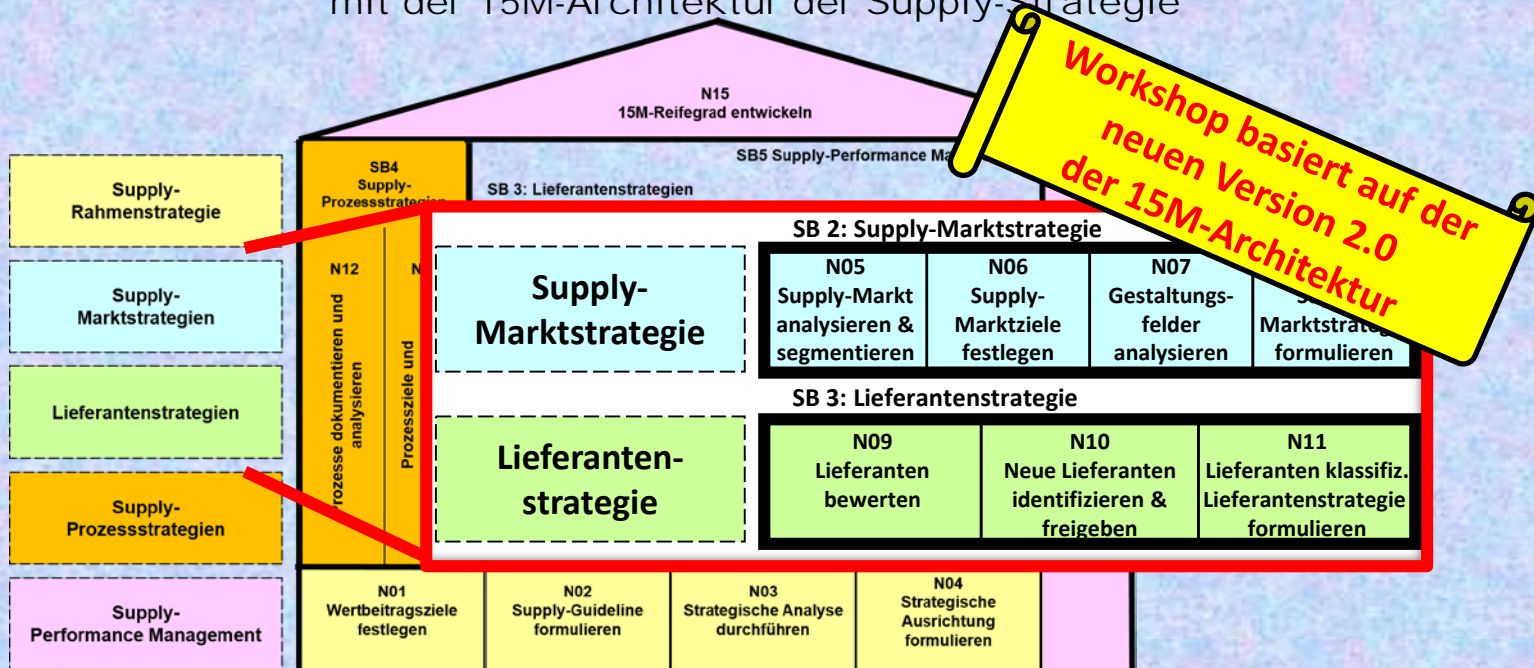 mit der 15M-Architektur der Supply-Strategie
Workshop basiert auf der
neuen Version 2.0
der 15M-Architektur
N15
15M-Reifegrad entwickeln
SB4
Supply-
Prozessstrategien
SB5 Supply-Performance
SB 3: Lieferantenstrategien
Supply-
Rahmenstrategie
Supply-
Marktstrategien
Lieferantenstrategien
Supply-
Prozessstrategien
Supply-
Performance Management
N12
Prozesse dokumentieren und
analysieren
Prozessziele und
Supply-
Marktstrategie
SB 2: Supply-Marktstrategie
N05
Supply-Markt
analysieren &
segmentieren
N06
Supply-
Marktziele
festlegen
N07
Gestaltungs-
felder
analysieren
formulieren
Lieferanten-
strategie
SB 3: Lieferantenstrategie
N09
Lieferanten
bewerten
N10
Neue Lieferanten
identifizieren &
freigeben
N11
Lieferanten klassifiz.
Lieferantenstrategie
formulieren
N01
Wertbeitragsziele
festlegen
N02
Supply-Guideline
formulieren
N03
Strategische Analyse
durchführen
N04
Strategische
Ausrichtung
formulieren